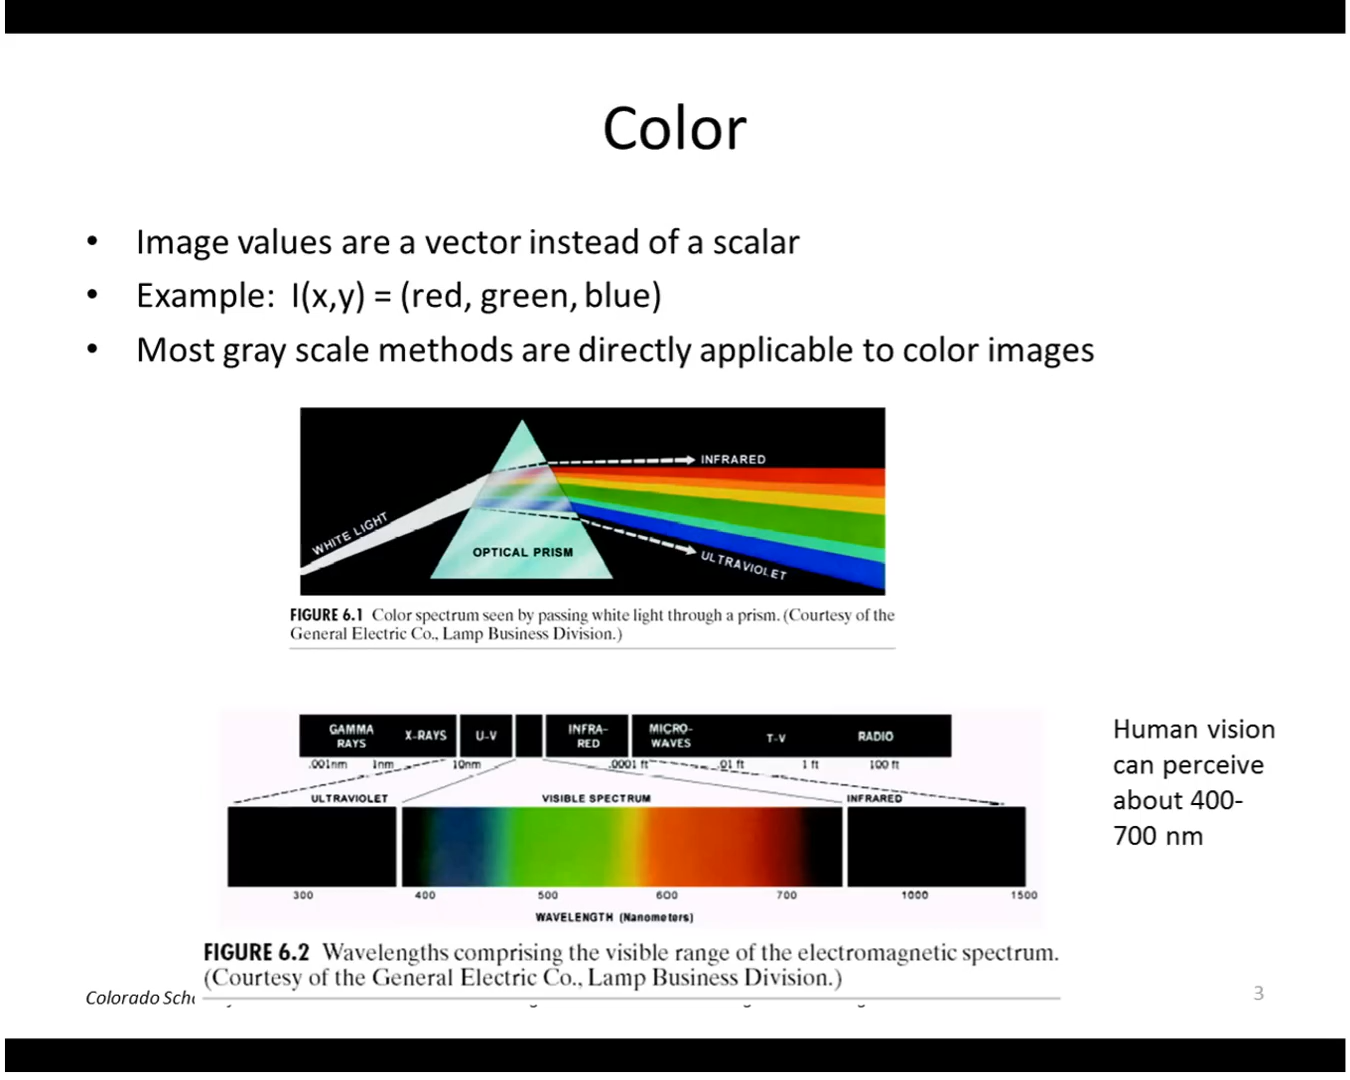 Color
• Image values are a vector instead of a scalar
• Example: I(x,y) = (red, green, blue)
• Most gray scale methods are directly applicable to color images
INFRARED
WHITE LIGHT
OPTICAL PRISM
ULTRAVIOLET
FIGURE 6.1 Color spectrum seen by passing white light through a prism. (Courtesy of the
General Electric Co., Lamp Business Division.)
GAMMA RAYS X-RAYS U-V INFRA-RED MICRO-WAVES T-V RADIO
.001nm 1nm 10nm .0001 ft .01 ft 1 ft 100 ft
ULTRAVIOLET VISIBLE SPECTRUM INFRARED
300 400 500 600 700 1000 1500
WAVELENGTH (Nanometers)
Human vision
can perceive
about 400-
700 nm
FIGURE 6.2 Wavelengths comprising the visible range of the electromagnetic spectrum.
(Courtesy of the General Electric Co., Lamp Business Division.)
Colorado
3